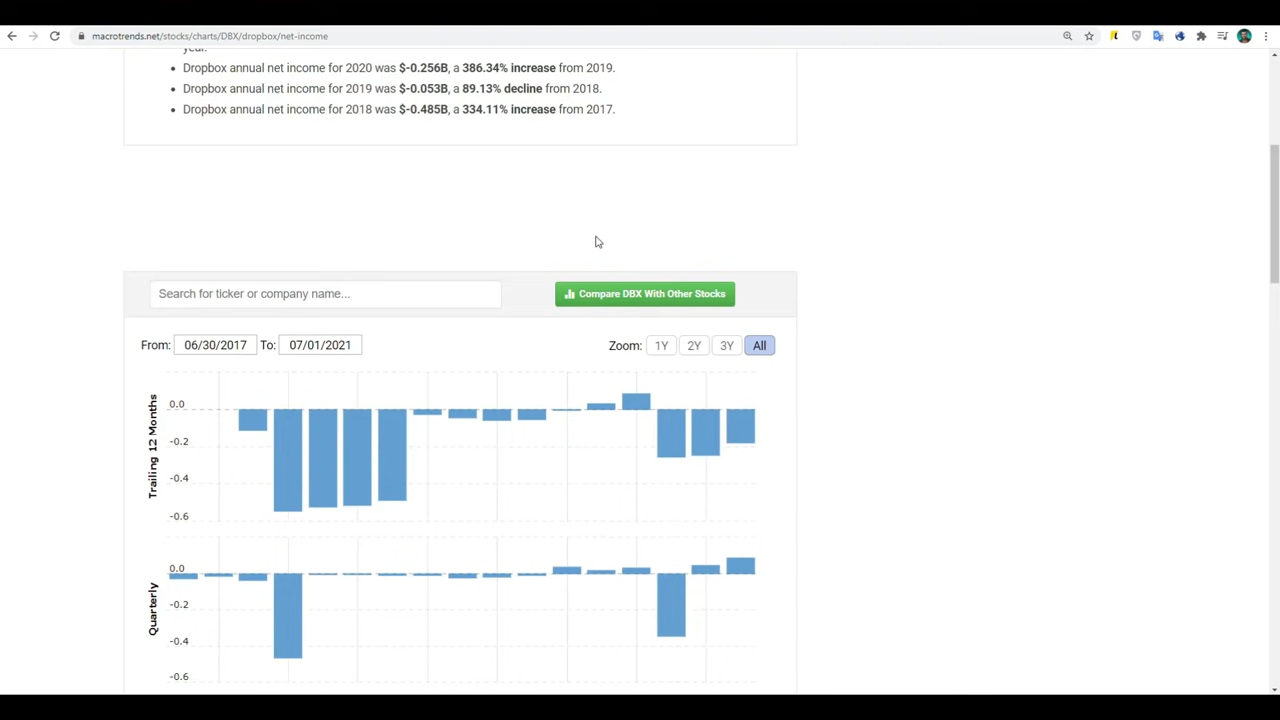 macrotrends.net/stocks/charts/DBX/dropbox/net-income
year.
• Dropbox annual net income for 2020 was $-0.256B, a 386.34% increase from 2019.
• Dropbox annual net income for 2019 was $-0.053B, a 89.13% decline from 2018.
• Dropbox annual net income for 2018 was $-0.485B, a 334.11% increase from 2017.
Search for ticker or company name...
Compare DBX With Other Stocks
From: 06/30/2017 To: 07/01/2021
Zoom: 1Y 2Y 3Y All
Trailing 12 Months
0.0
-0.2
-0.4
-0.6
Quarterly
0.0
-0.2
-0.4
-0.6